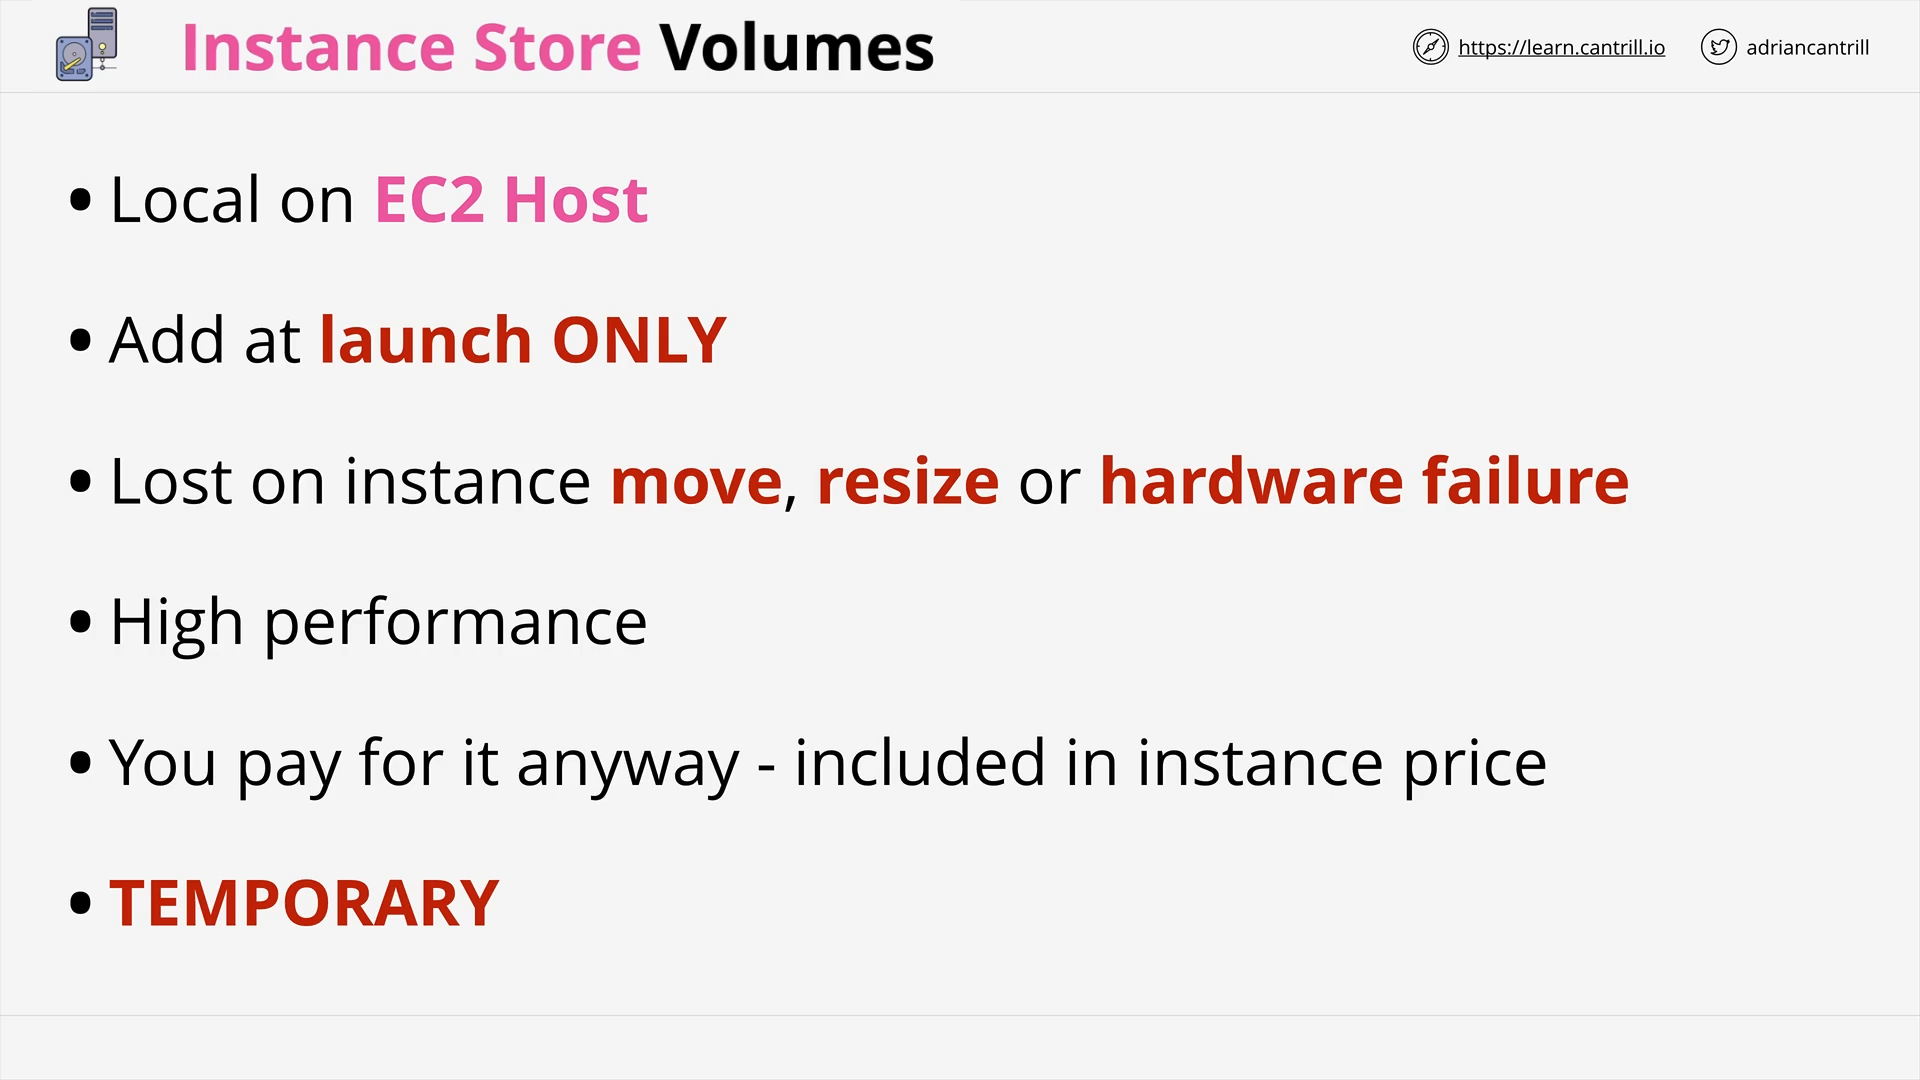 Instance Store Volumes
https://learn.cantrill.io
adriancantrill
• Local on EC2 Host
• Add at launch ONLY
• Lost on instance move, resize or hardware failure
• High performance
• You pay for it anyway - included in instance price
• TEMPORARY